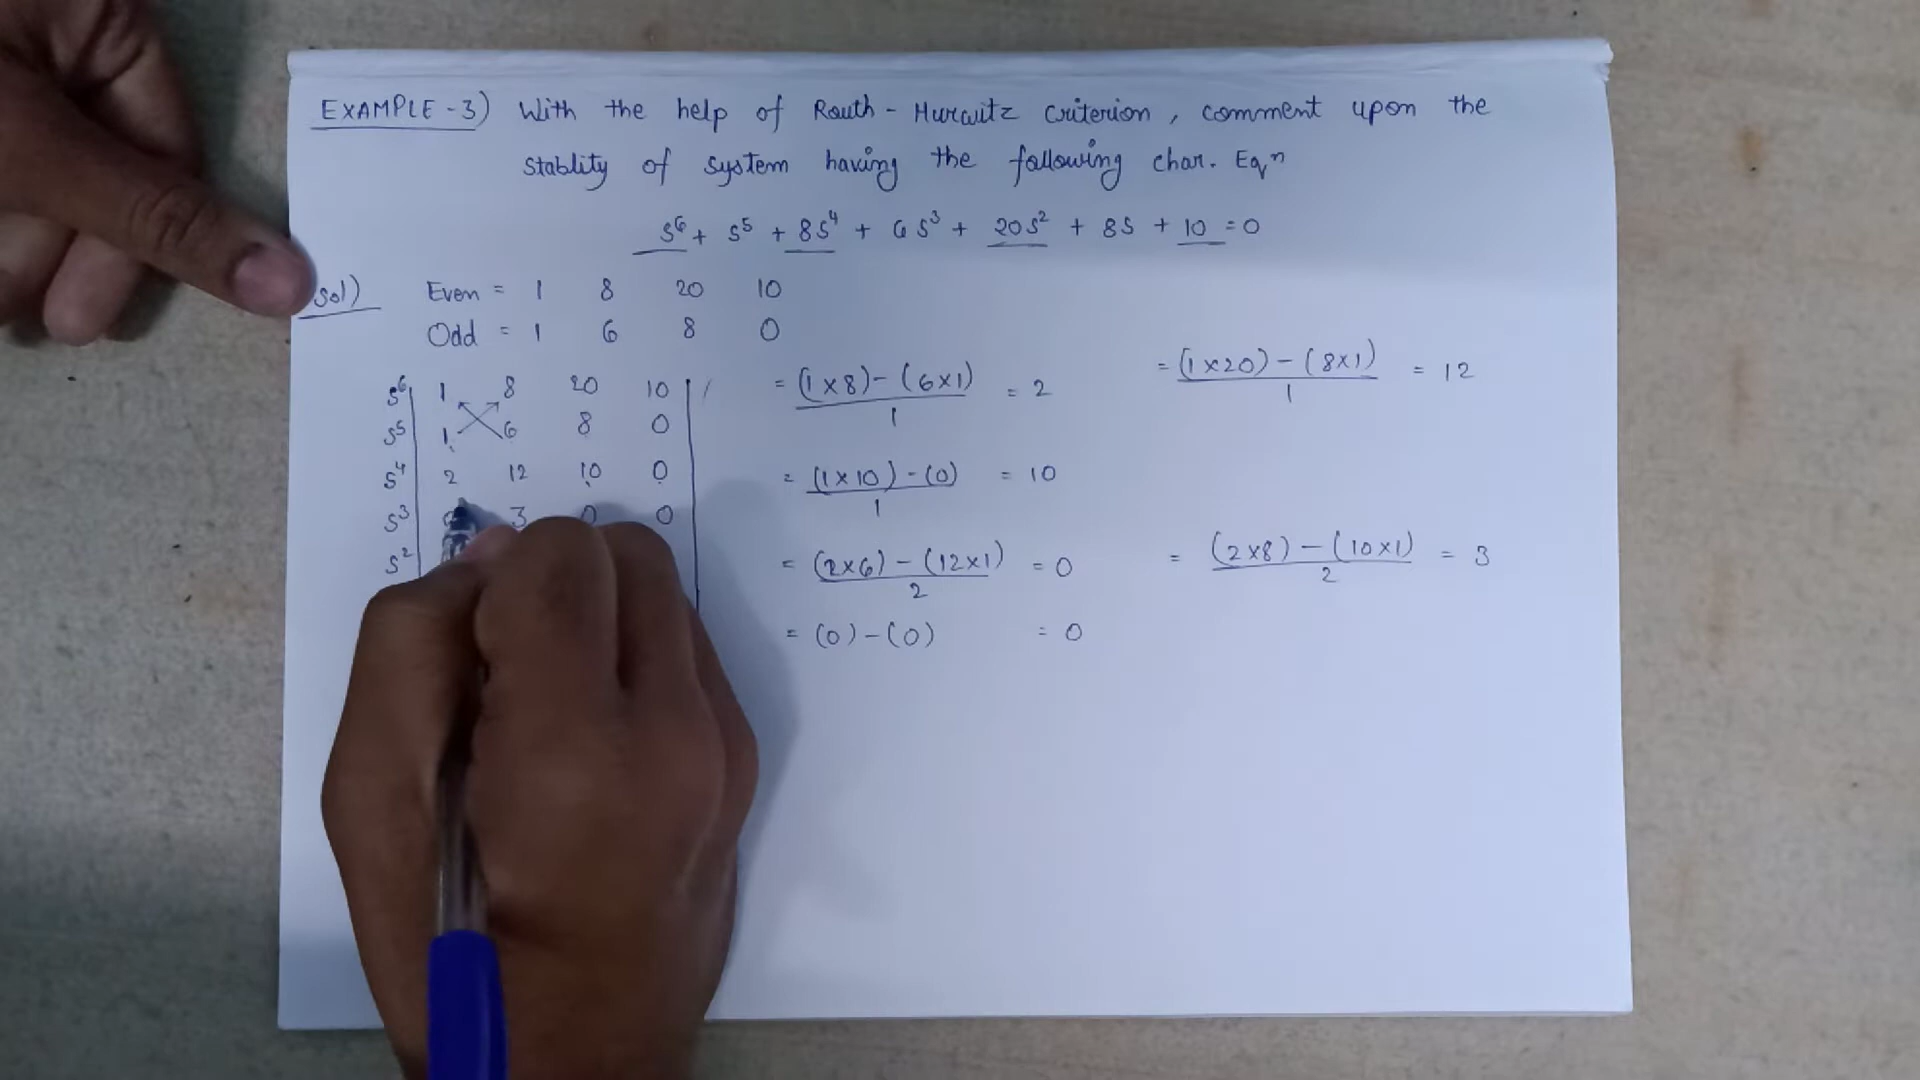 EXAMPLE-3) With the help of Routh-Hurwitz Criterion, comment upon the
Stablity of system having the following char. Eqⁿ
s⁶ + s⁵ + 8s⁴ + 6s³ + 20s² + 8s + 10 = 0
Sol) Even = 1 8 20 10
Odd = 1 6 8 0
s⁶ 1 8 20 10
s⁵ 1 6 8 0
s⁴ 2 12 10 0
s³ 3 0 0
s²
= (1×8)-(6×1) / 1 = 2
= (1×20)-(8×1) / 1 = 12
= (1×10)-(0) / 1 = 10
= (2×6)-(12×1) / 2 = 0
= (2×8)-(10×1) / 2 = 3
= (0)-(0) = 0